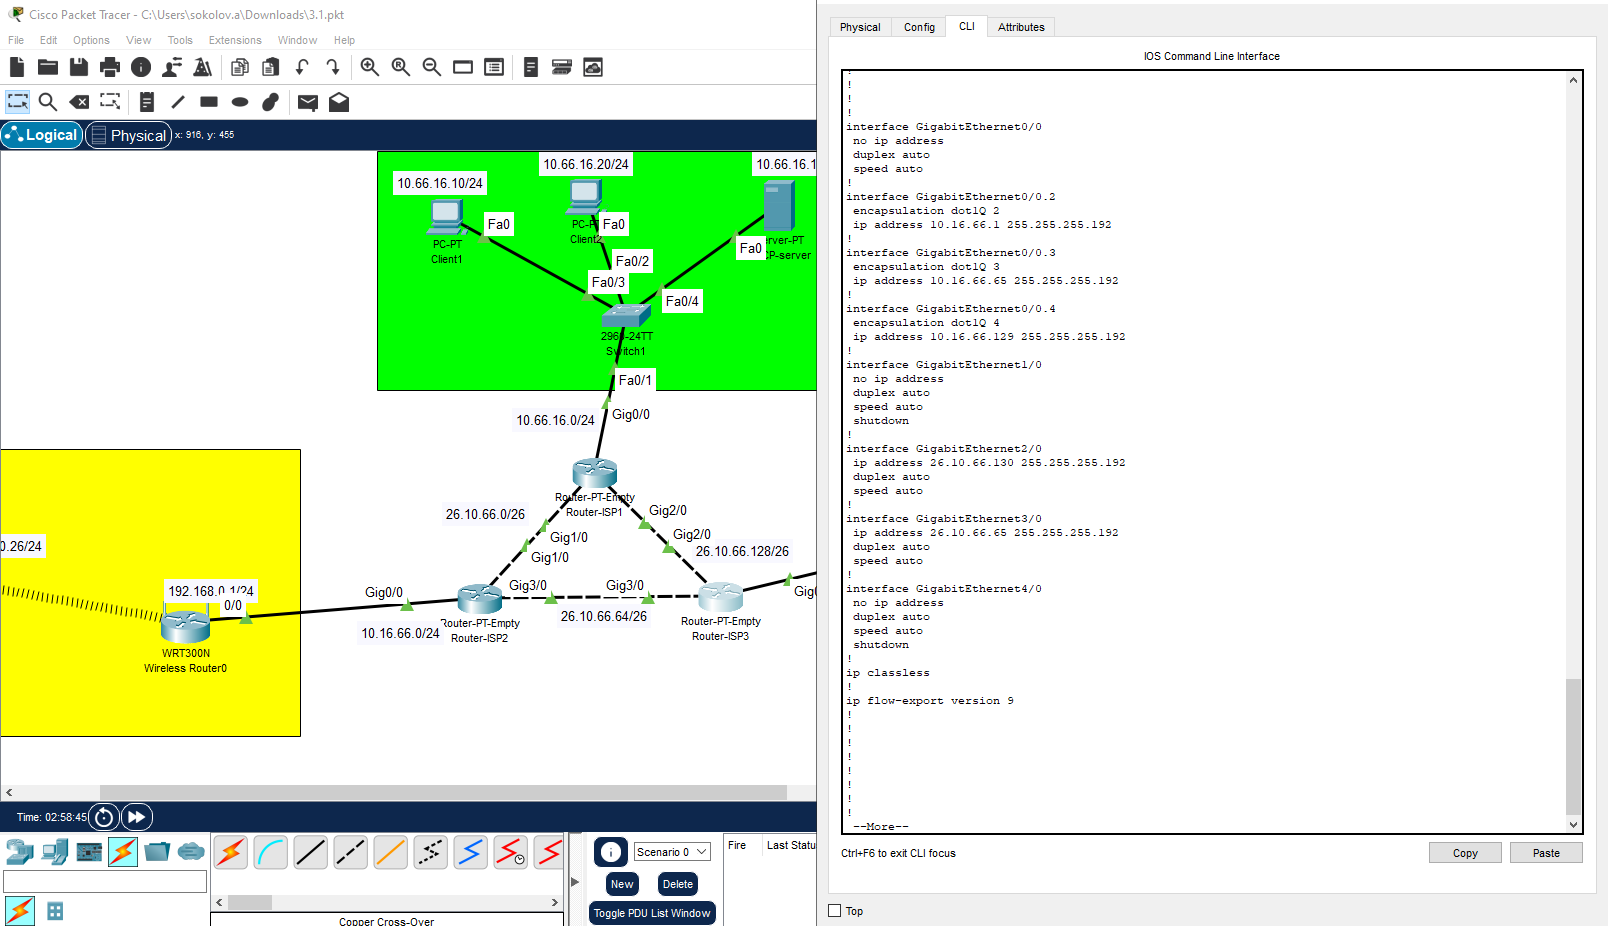 Cisco Packet Tracer - C:\Users\sokolov.a\Downloads\3.1.pkt
File Edit Options View Tools Extensions Window Help
Logical
Physical
x: 916, y: 455
10.66.16.10/24
10.66.16.20/24
10.66.16.1
Fa0
PC-PT
Client1
Fa0
Fa0
Fa0/2
Fa0/3
Fa0/4
2960-24TT
Switch1
Fa0/1
Gig0/0
10.66.16.0/24
Router-PT-Empty
Router-ISP1
26.10.66.0/26
Gig1/0
Gig1/0
Gig2/0
Gig2/0
26.10.66.128/26
Gig3/0
Gig3/0
26.10.66.64/26
Gig0/0
10.16.66.0/24
Router-PT-Empty
Router-ISP2
Router-PT-Empty
Router-ISP3
0.26/24
192.168.0.1/24
0/0
WRT300N
Wireless Router0
Time: 02:58:45
Scenario 0
New
Delete
Toggle PDU List Window
Fire
Last Statu
Copper Cross-Over
Physical Config CLI Attributes
IOS Command Line Interface
!
!
!
!
interface GigabitEthernet0/0
no ip address
duplex auto
speed auto
!
interface GigabitEthernet0/0.2
encapsulation dot1Q 2
ip address 10.16.66.1 255.255.255.192
!
interface GigabitEthernet0/0.3
encapsulation dot1Q 3
ip address 10.16.66.65 255.255.255.192
!
interface GigabitEthernet0/0.4
encapsulation dot1Q 4
ip address 10.16.66.129 255.255.255.192
!
interface GigabitEthernet1/0
no ip address
duplex auto
speed auto
shutdown
!
interface GigabitEthernet2/0
ip address 26.10.66.130 255.255.255.192
duplex auto
speed auto
!
interface GigabitEthernet3/0
ip address 26.10.66.65 255.255.255.192
duplex auto
speed auto
!
interface GigabitEthernet4/0
no ip address
duplex auto
speed auto
shutdown
!
ip classless
!
ip flow-export version 9
!
!
!
!
!
!
!
!
--More--
Ctrl+F6 to exit CLI focus
Copy
Paste
Top